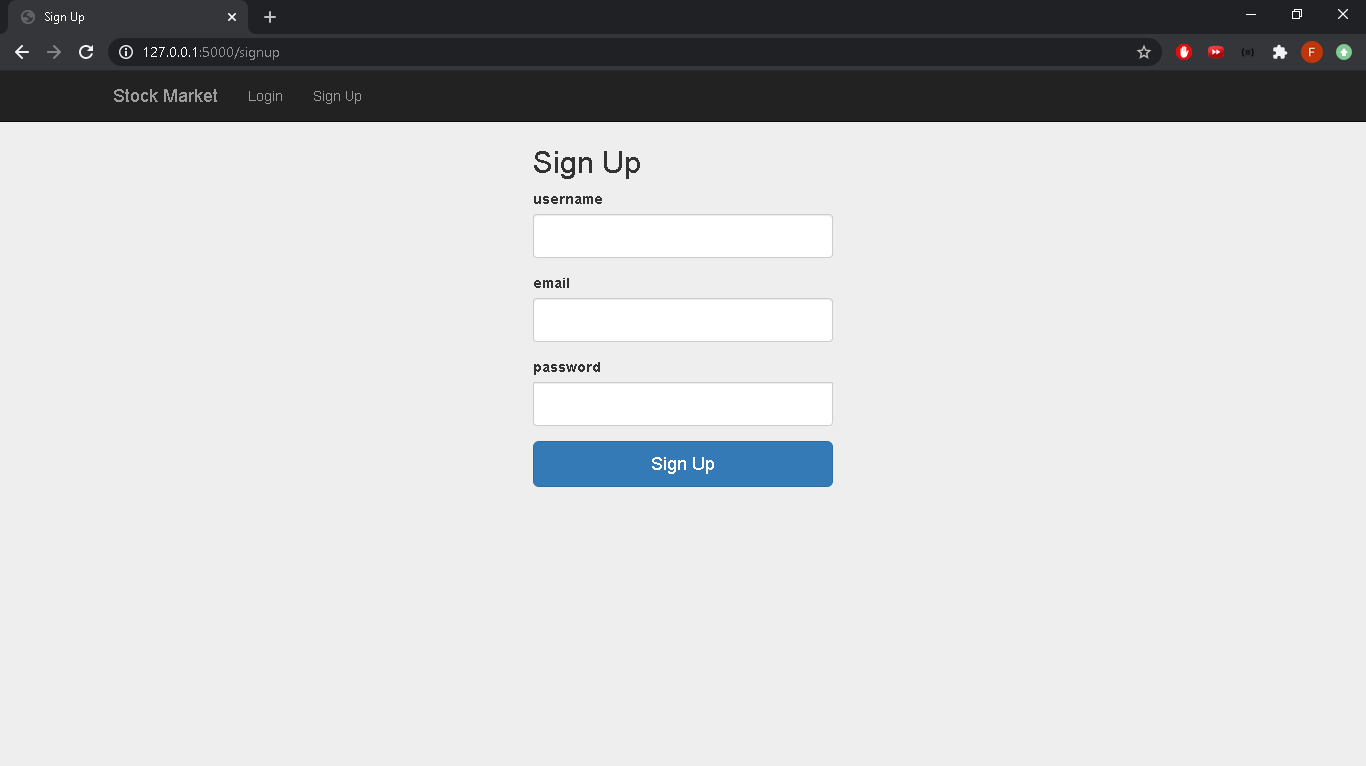 Sign Up
127.0.0.1:5000/signup
F
Stock Market Login Sign Up
Sign Up
username
email
password
Sign Up